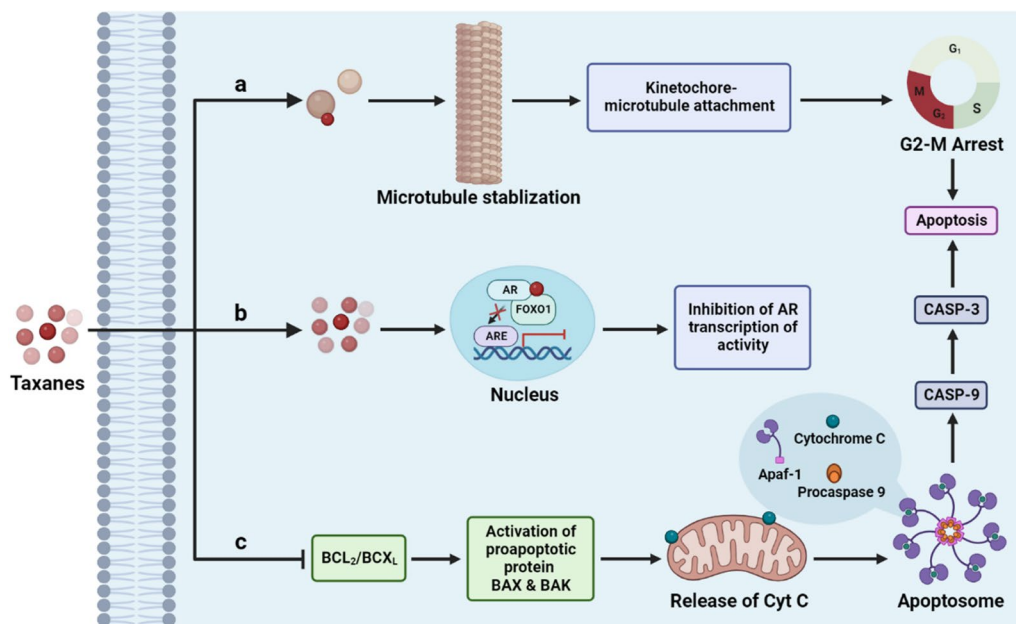 Taxanes
a
Microtubule stablization
Kinetochore-
microtubule attachment
G₁
S
G₂
M
G2-M Arrest
Apoptosis
CASP-3
CASP-9
b
AR
FOXO1
ARE
Nucleus
Inhibition of AR
transcription of
activity
c
BCL₂/BCX_L
Activation of
proapoptotic
protein
BAX & BAK
Release of Cyt C
Cytochrome C
Apaf-1
Procaspase 9
Apoptosome